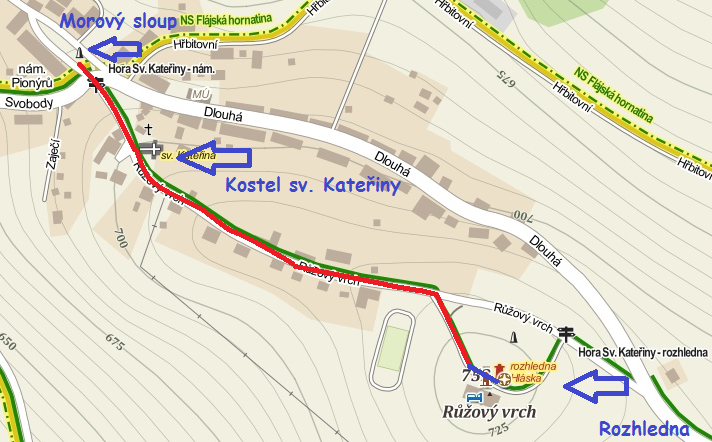 Morový sloup
NS Flájská hornatina
Hřbitovní
nám.
Pionýrů
Hora Sv. Kateřiny - nám.
Svobody
MÚ
Dlouhá
675
NS Flájská hornatina
Hřbitovní
Zaječí
sv. Kateřina
Dlouhá
Hřbitovní
Kostel sv. Kateřiny
Růžový vrch
700
700
Dlouhá
Růžový vrch
Růžový vrch
650
675
Hora Sv. Kateřiny - rozhledna
rozhledna
Hláska
Růžový vrch
725
Rozhledna